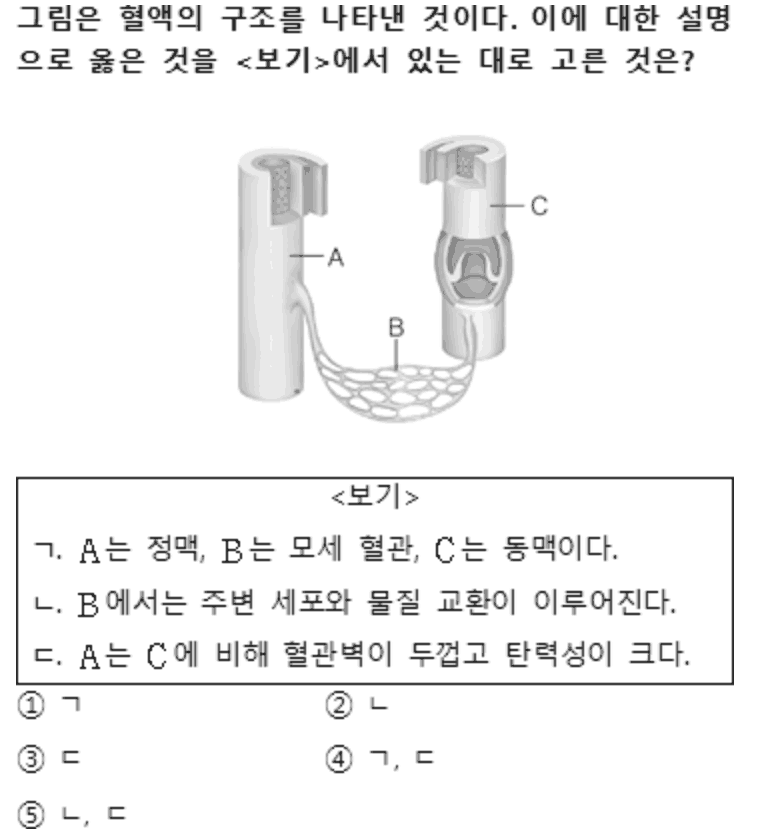 그림은 혈액의 구조를 나타낸 것이다. 이에 대한 설명
으로 옳은 것을 <보기>에서 있는 대로 고른 것은?
C
A
B
<보기>
ㄱ. A는 정맥, B는 모세 혈관, C는 동맥이다.
ㄴ. B에서는 주변 세포와 물질 교환이 이루어진다.
ㄷ. A는 C에 비해 혈관벽이 두껍고 탄력성이 크다.
① ㄱ ② ㄴ
③ ㄷ ④ ㄱ, ㄷ
⑤ ㄴ, ㄷ